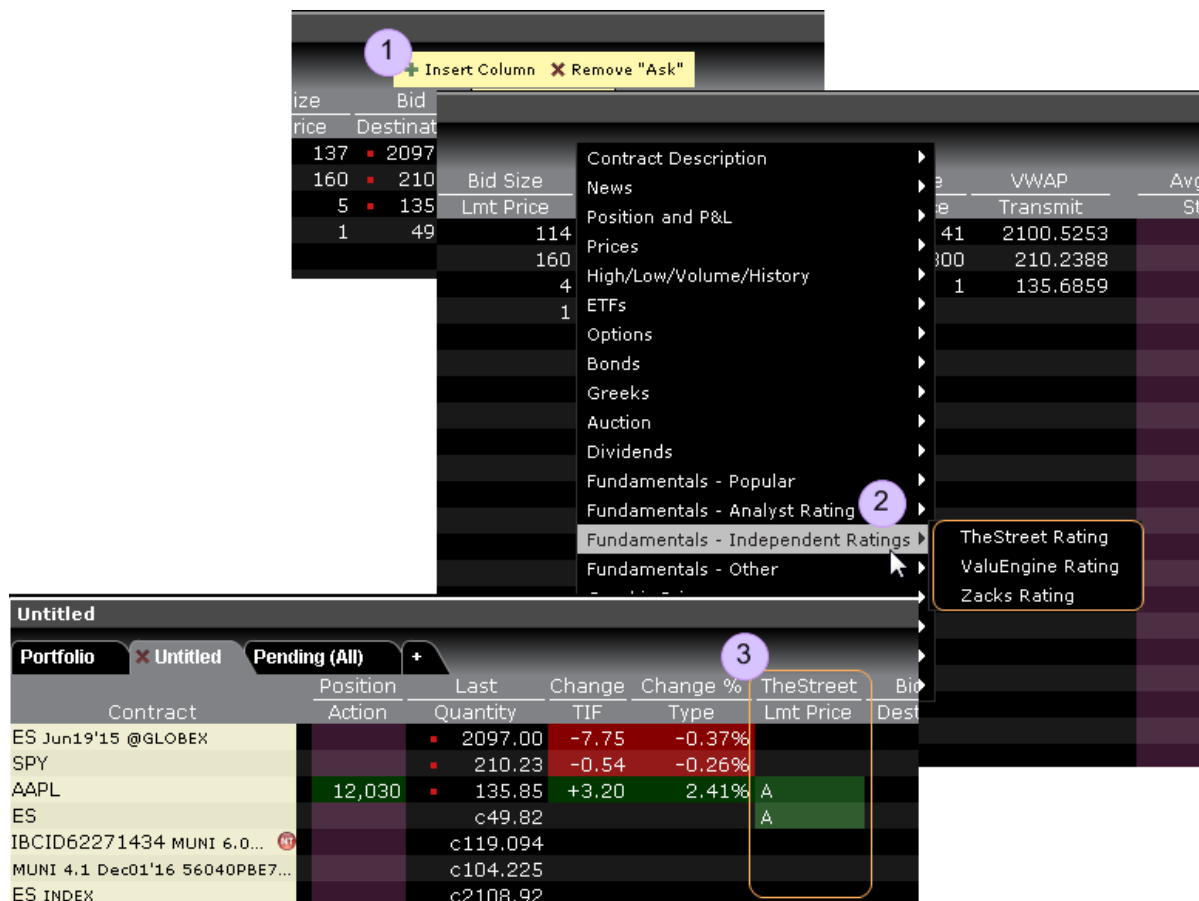 1
Insert Column Remove "Ask"
ize Bid
rice Destinat
137 2097
160 210
5 135
1 49
Bid Size e VWAP Avg
Lmt Price ce Transmit St
114 41 2100.5253
160 300 210.2388
4 1 135.6859
1
Contract Description
News
Position and P&L
Prices
High/Low/Volume/History
ETFs
Options
Bonds
Greeks
Auction
Dividends
Fundamentals - Popular
Fundamentals - Analyst Rating
2
Fundamentals - Independent Ratings
Fundamentals - Other
TheStreet Rating
ValuEngine Rating
Zacks Rating
Untitled
Portfolio Untitled Pending (All) +
3
Position Last Change Change % TheStreet Bid
Contract Action Quantity TIF Type Lmt Price Dest
ES Jun19'15 @GLOBEX 2097.00 -7.75 -0.37%
SPY 210.23 -0.54 -0.26%
AAPL 12,030 135.85 +3.20 2.41% A
ES c49.82 A
IBCID62271434 MUNI 6.0... c119.094
MUNI 4.1 Dec01'16 56040PBE7... c104.225
ES INDEX c2108.92